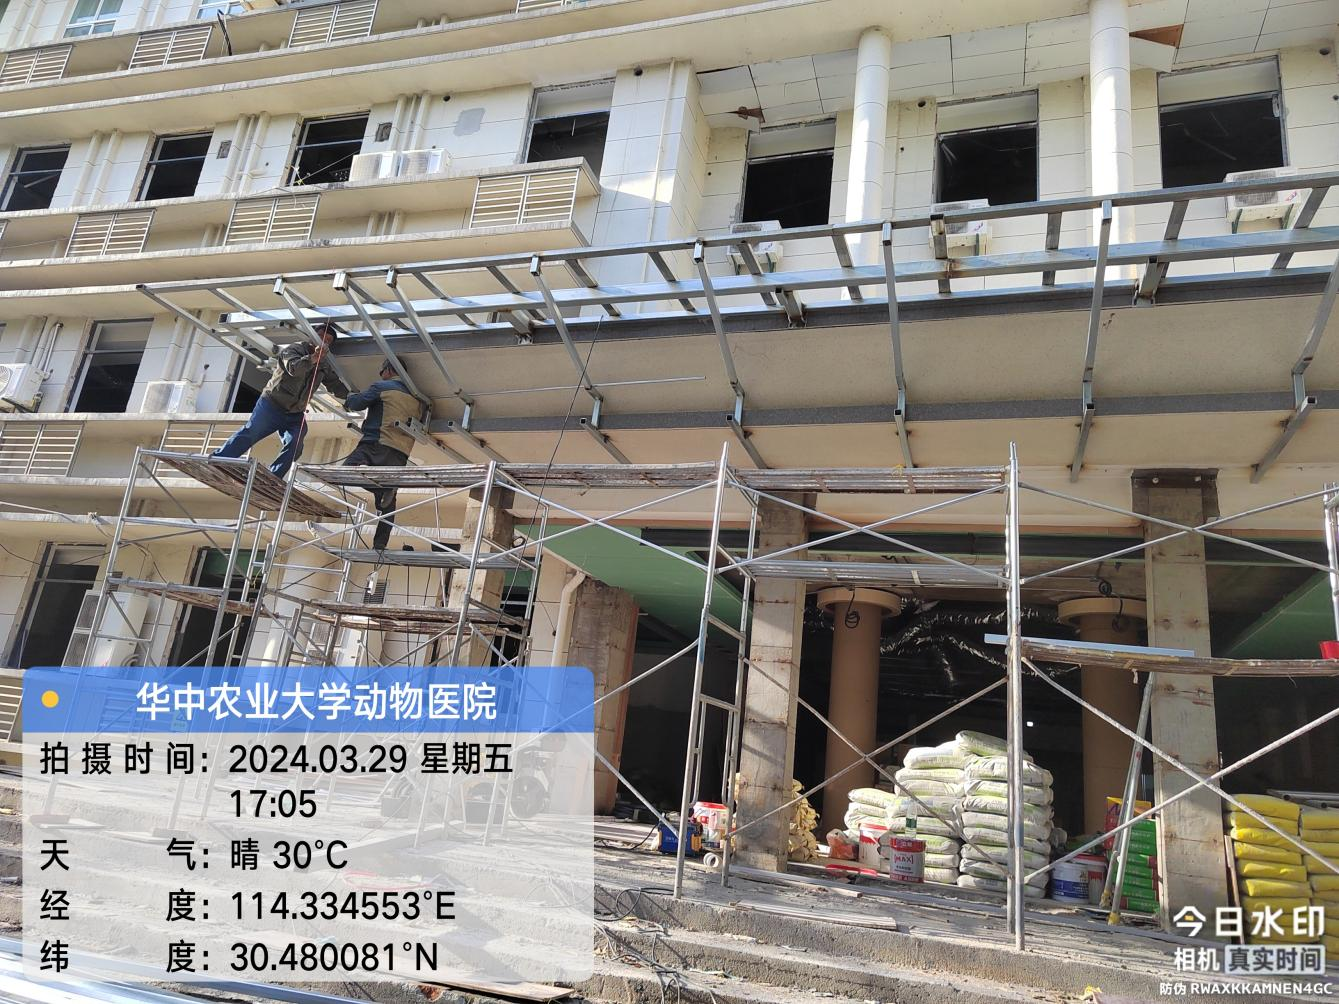 华中农业大学动物医院
拍摄时间：2024.03.29 星期五
17:05
天气：晴 30°C
经度：114.334553°E
纬度：30.480081°N
MAX
今日水印
相机 真实时间
防伪 RWAXKKAMNEN4GC